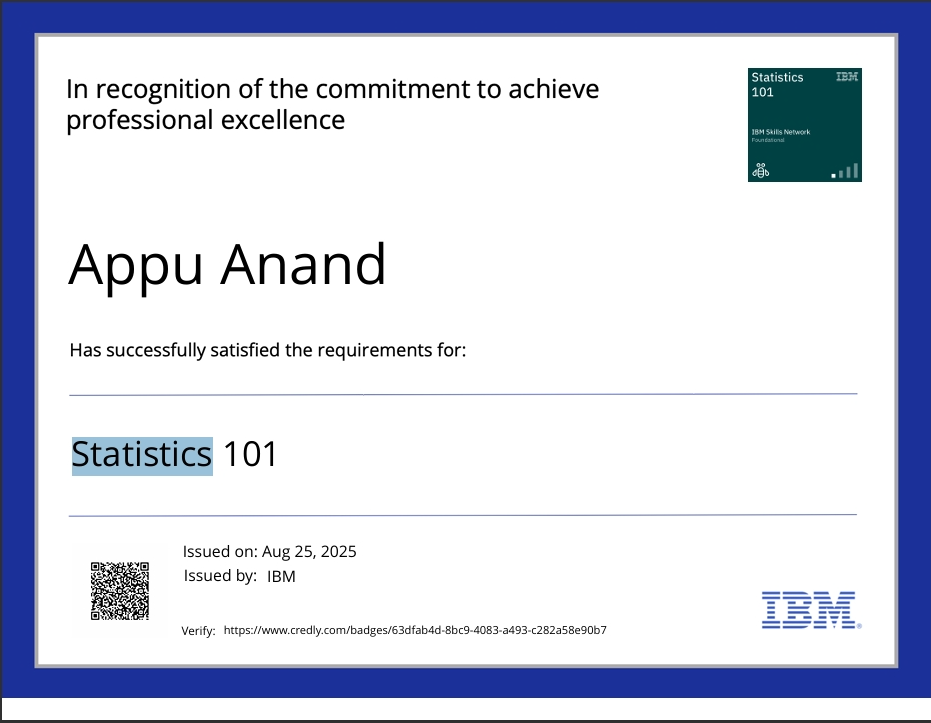 In recognition of the commitment to achieve
professional excellence
Statistics IBM
101
IBM Skills Network
Foundational
Appu Anand
Has successfully satisfied the requirements for:
Statistics 101
Issued on: Aug 25, 2025
Issued by: IBM
Verify: https://www.credly.com/badges/63dfab4d-8bc9-4083-a493-c282a58e90b7
IBM®